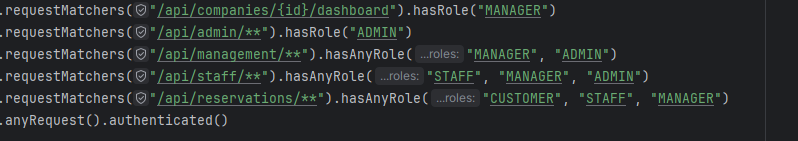 .requestMatchers("/api/companies/{id}/dashboard").hasRole("MANAGER")
.requestMatchers("/api/admin/**").hasRole("ADMIN")
.requestMatchers("/api/management/**").hasAnyRole( ...roles: "MANAGER", "ADMIN")
.requestMatchers("/api/staff/**").hasAnyRole( ...roles: "STAFF", "MANAGER", "ADMIN")
.requestMatchers("/api/reservations/**").hasAnyRole( ...roles: "CUSTOMER", "STAFF", "MANAGER")
.anyRequest().authenticated()